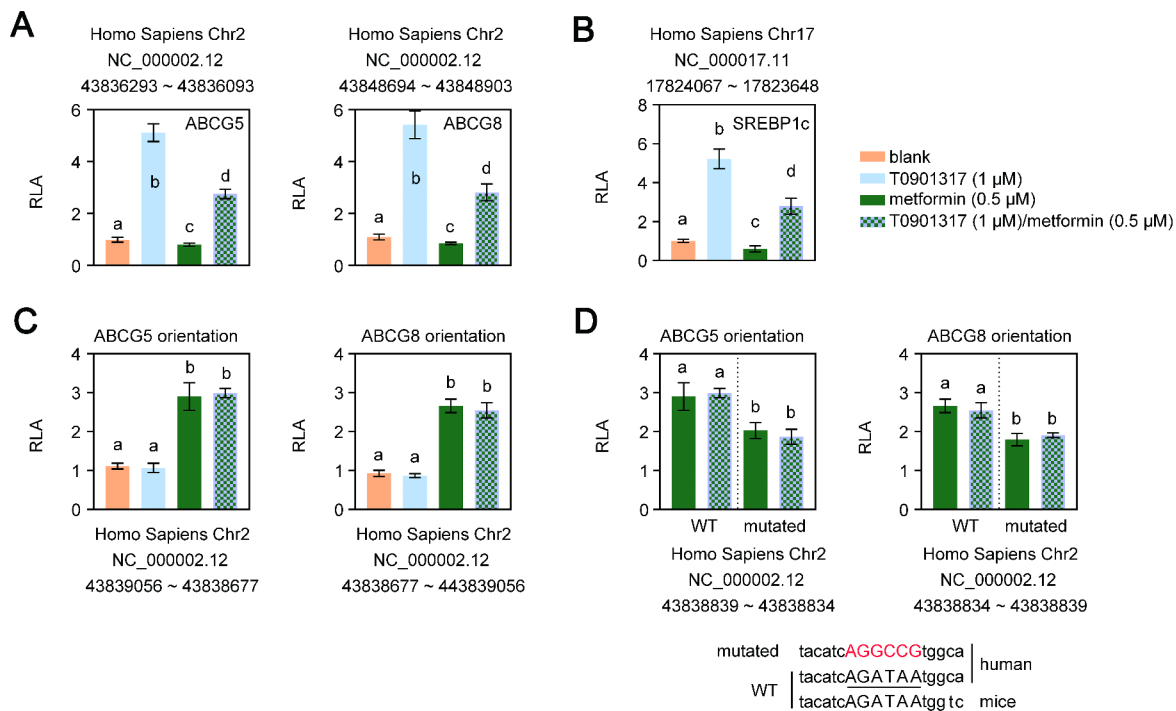 A
Homo Sapiens Chr2
NC_000002.12
43836293 ~ 43836093
RLA
6
4
2
0
ABCG5
a
b
c
d
Homo Sapiens Chr2
NC_000002.12
43848694 ~ 43848903
RLA
6
4
2
0
ABCG8
a
b
c
d
B
Homo Sapiens Chr17
NC_000017.11
17824067 ~ 17823648
RLA
8
6
4
2
0
SREBP1c
a
b
c
d
blank
T0901317 (1 µM)
metformin (0.5 µM)
T0901317 (1 µM)/metformin (0.5 µM)
C
ABCG5 orientation
RLA
4
3
2
1
0
a
a
b
b
Homo Sapiens Chr2
NC_000002.12
43839056 ~ 43838677
ABCG8 orientation
RLA
4
3
2
1
0
a
a
b
b
Homo Sapiens Chr2
NC_000002.12
43838677 ~ 443839056
D
ABCG5 orientation
RLA
4
3
2
1
0
a
a
b
b
WT mutated
Homo Sapiens Chr2
NC_000002.12
43838839 ~ 43838834
ABCG8 orientation
RLA
4
3
2
1
0
a
a
b
b
WT mutated
Homo Sapiens Chr2
NC_000002.12
43838834 ~ 43838839
mutated tacatcAGGCCGtggca
human
WT tacatcAGATAAtggca
tacatcAGATAAtggtc mice